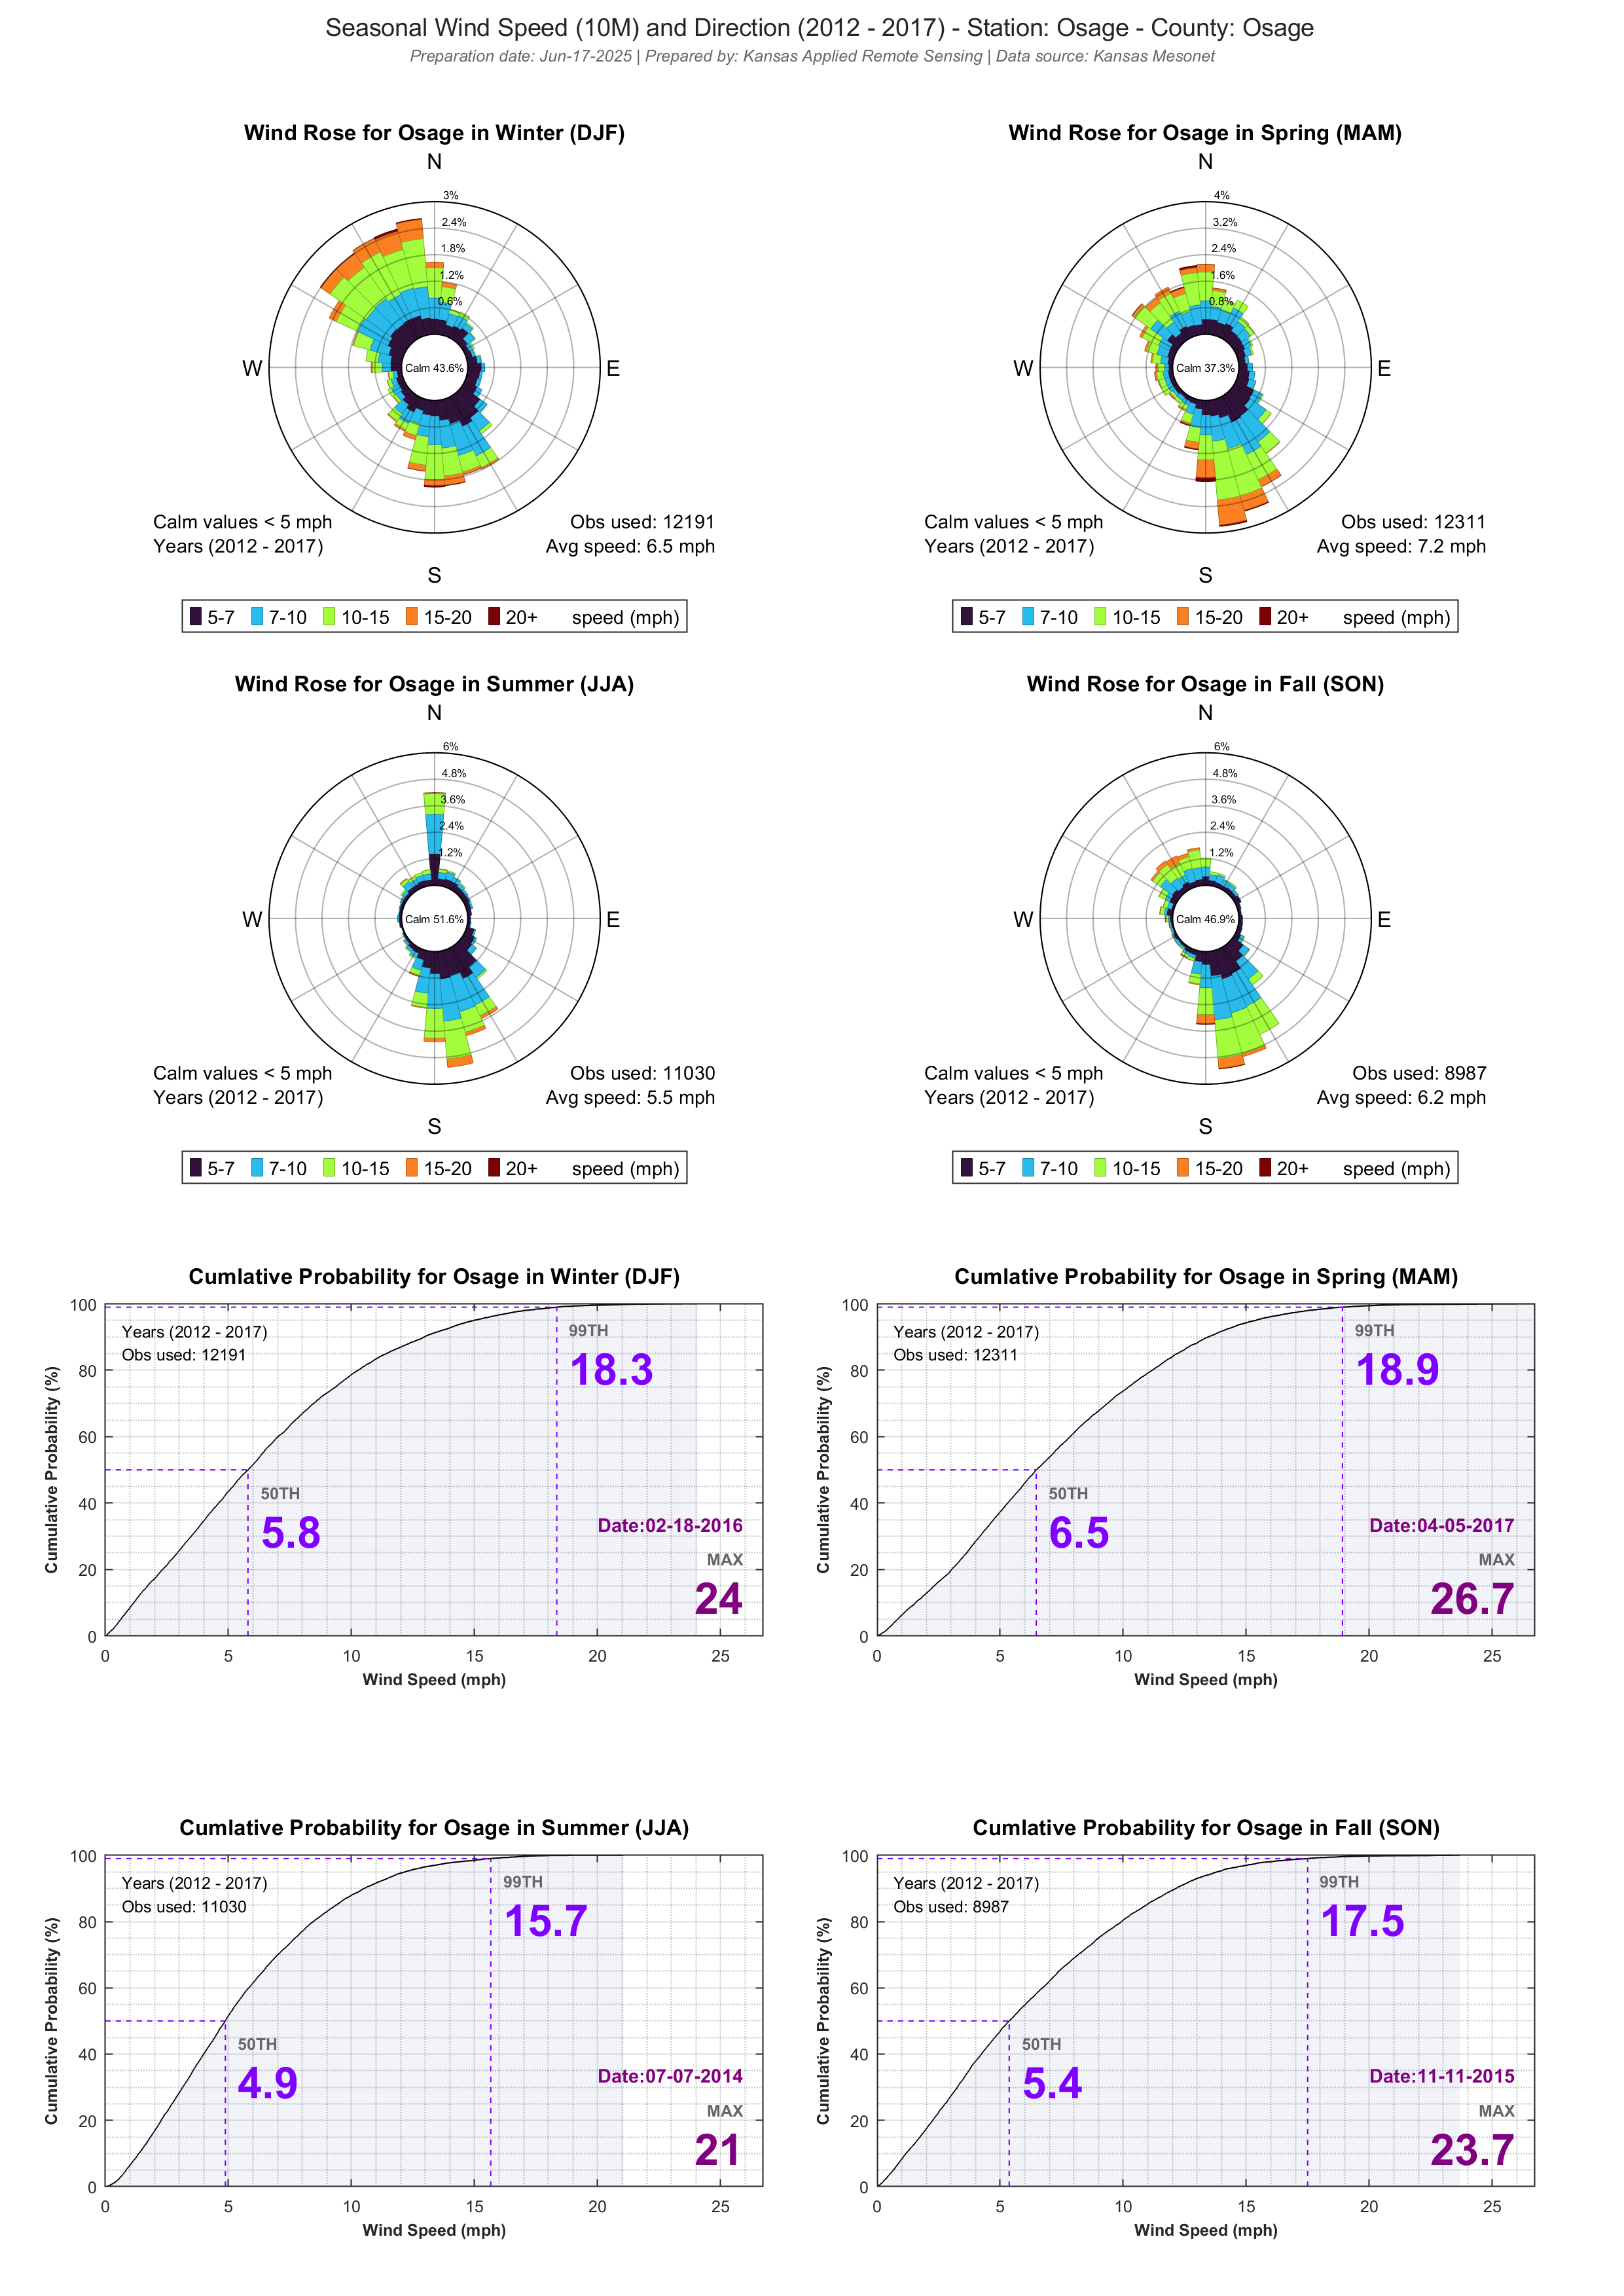 Seasonal Wind Speed (10M) and Direction (2012 - 2017) - Station: Osage - County: Osage
Preparation date: Jun-17-2025 | Prepared by: Kansas Applied Remote Sensing | Data source: Kansas Mesonet
Wind Rose for Osage in Winter (DJF)
N
3%
2.4%
1.8%
1.2%
0.6%
W
Calm 43.6%
E
Calm values < 5 mph
Years (2012 - 2017)
Obs used: 12191
Avg speed: 6.5 mph
S
5-7 7-10 10-15 15-20 20+ speed (mph)
Wind Rose for Osage in Spring (MAM)
N
4%
3.2%
2.4%
1.6%
0.8%
W
Calm 37.3%
E
Calm values < 5 mph
Years (2012 - 2017)
Obs used: 12311
Avg speed: 7.2 mph
S
5-7 7-10 10-15 15-20 20+ speed (mph)
Wind Rose for Osage in Summer (JJA)
N
6%
4.8%
3.6%
2.4%
1.2%
W
Calm 51.6%
E
Calm values < 5 mph
Years (2012 - 2017)
Obs used: 11030
Avg speed: 5.5 mph
S
5-7 7-10 10-15 15-20 20+ speed (mph)
Wind Rose for Osage in Fall (SON)
N
6%
4.8%
3.6%
2.4%
1.2%
W
Calm 46.9%
E
Calm values < 5 mph
Years (2012 - 2017)
Obs used: 8987
Avg speed: 6.2 mph
S
5-7 7-10 10-15 15-20 20+ speed (mph)
Cumlative Probability for Osage in Winter (DJF)
Cumulative Probability (%)
100
80
60
40
20
0
Years (2012 - 2017)
Obs used: 12191
99TH
18.3
50TH
5.8
Date:02-18-2016
MAX
24
0 5 10 15 20 25
Wind Speed (mph)
Cumlative Probability for Osage in Spring (MAM)
Cumulative Probability (%)
100
80
60
40
20
0
Years (2012 - 2017)
Obs used: 12311
99TH
18.9
50TH
6.5
Date:04-05-2017
MAX
26.7
0 5 10 15 20 25
Wind Speed (mph)
Cumlative Probability for Osage in Summer (JJA)
Cumulative Probability (%)
100
80
60
40
20
0
Years (2012 - 2017)
Obs used: 11030
99TH
15.7
50TH
4.9
Date:07-07-2014
MAX
21
0 5 10 15 20 25
Wind Speed (mph)
Cumlative Probability for Osage in Fall (SON)
Cumulative Probability (%)
100
80
60
40
20
0
Years (2012 - 2017)
Obs used: 8987
99TH
17.5
50TH
5.4
Date:11-11-2015
MAX
23.7
0 5 10 15 20 25
Wind Speed (mph)